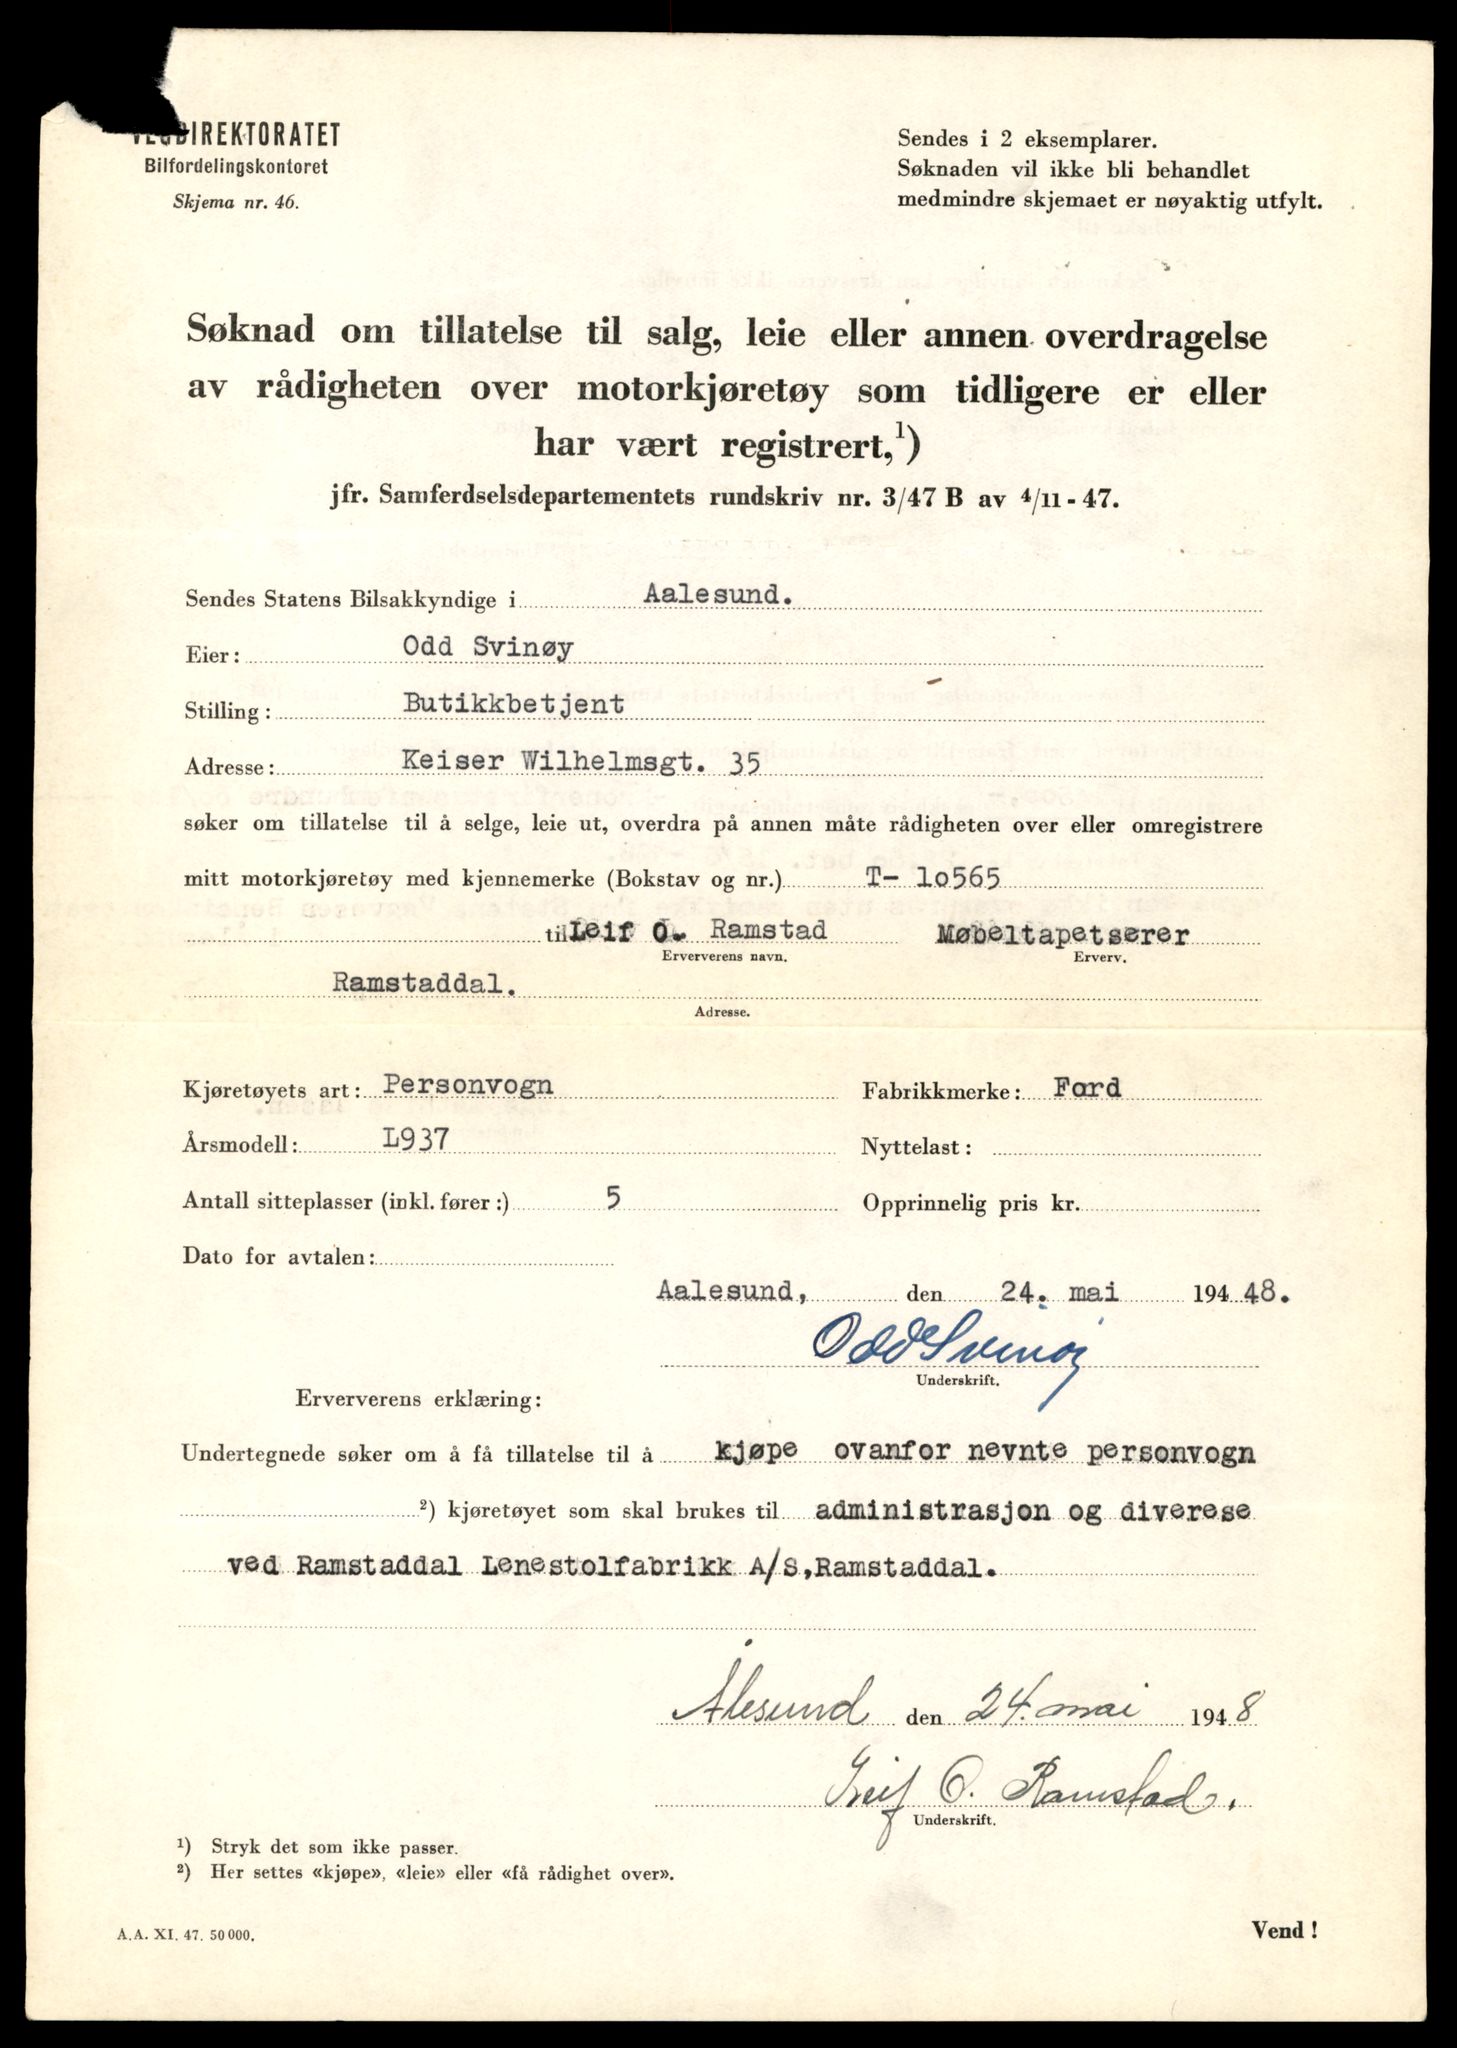 VEGDIREKTORATET
Bilfordelingskontoret
Skjema nr. 46.
Sendes i 2 eksemplarer.
Søknaden vil ikke bli behandlet
medmindre skjemaet er nøyaktig utfylt.
Søknad om tillatelse til salg, leie eller annen overdragelse
av rådigheten over motorkjøretøy som tidligere er eller
har vært registrert,¹)
jfr. Samferdselsdepartementets rundskriv nr. 3/47 B av 4/11 - 47.
Sendes Statens Bilsakkyndige i Aalesund.
Eier: Odd Svinøy
Stilling: Butikkbetjent
Adresse: Keiser Wilhelmsgt. 35
søker om tillatelse til å selge, leie ut, overdra på annen måte rådigheten over eller omregistrere
mitt motorkjøretøy med kjennemerke (Bokstav og nr.) T- lo565
til Leif O. Ramstad Møbeltapetserer
Erververens navn. Erverv.
Ramstaddal.
Adresse.
Kjøretøyets art: Personvogn Fabrikkmerke: Ford
Årsmodell: L937 Nyttelast:
Antall sitteplasser (inkl. fører:) 5 Opprinnelig pris kr.
Dato for avtalen:
Aalesund, den 24. mai 194 48.
Odd Svinøy
Underskrift.
Erververens erklæring:
Undertegnede søker om å få tillatelse til å kjøpe ovanfor nevnte personvogn
²) kjøretøyet som skal brukes til administrasjon og diverese
ved Ramstaddal Lenestolfabrikk A/S,Ramstaddal.
Ålesund den 24. mai 1948
Leif O. Ramstad.
Underskrift.
¹) Stryk det som ikke passer.
²) Her settes «kjøpe», «leie» eller «få rådighet over».
A.A. XI. 47. 50 000.
Vend !